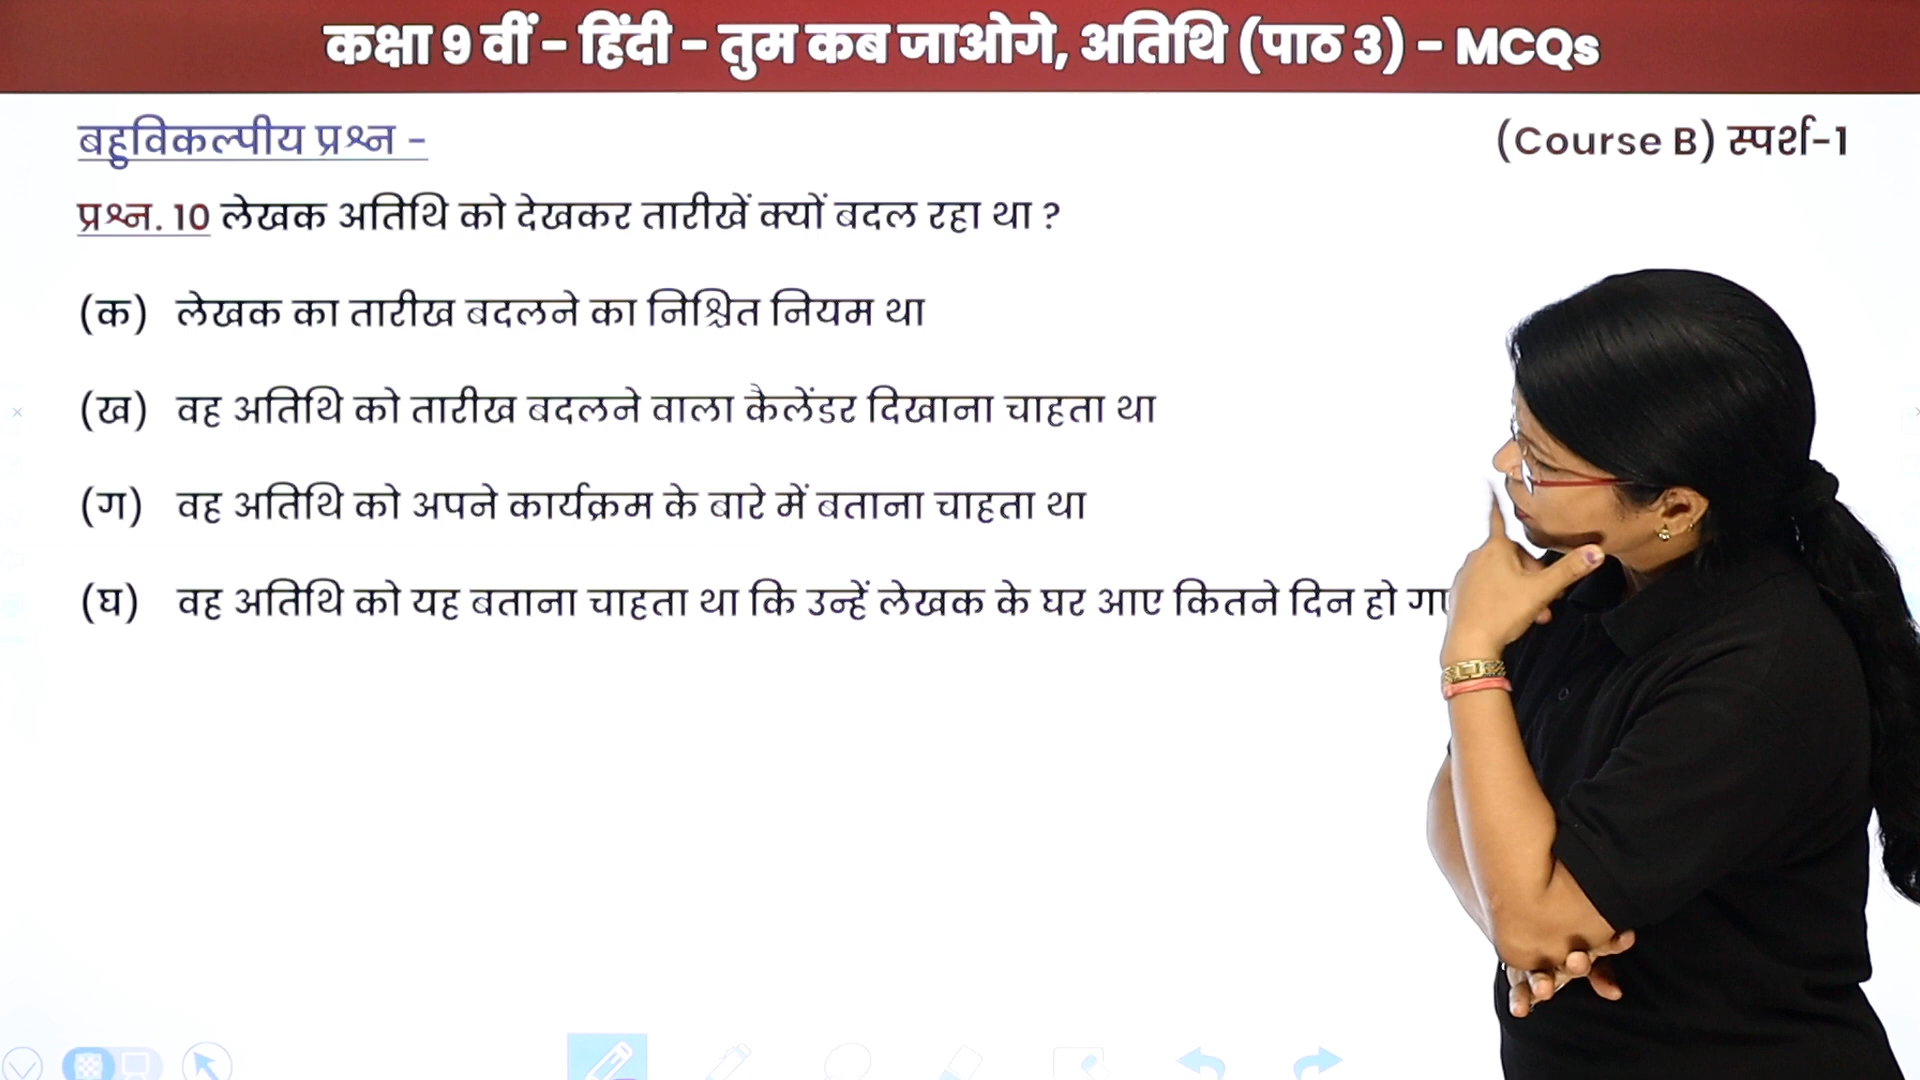 कक्षा 9 वीं – हिंदी – तुम कब जाओगे, अतिथि (पाठ 3) – MCQs
बहुविकल्पीय प्रश्न –
(Course B) स्पर्श-1
प्रश्न. 10 लेखक अतिथि को देखकर तारीखें क्यों बदल रहा था ?
(क) लेखक का तारीख बदलने का निश्चित नियम था
(ख) वह अतिथि को तारीख बदलने वाला कैलेंडर दिखाना चाहता था
(ग) वह अतिथि को अपने कार्यक्रम के बारे में बताना चाहता था
(घ) वह अतिथि को यह बताना चाहता था कि उन्हें लेखक के घर आए कितने दिन हो